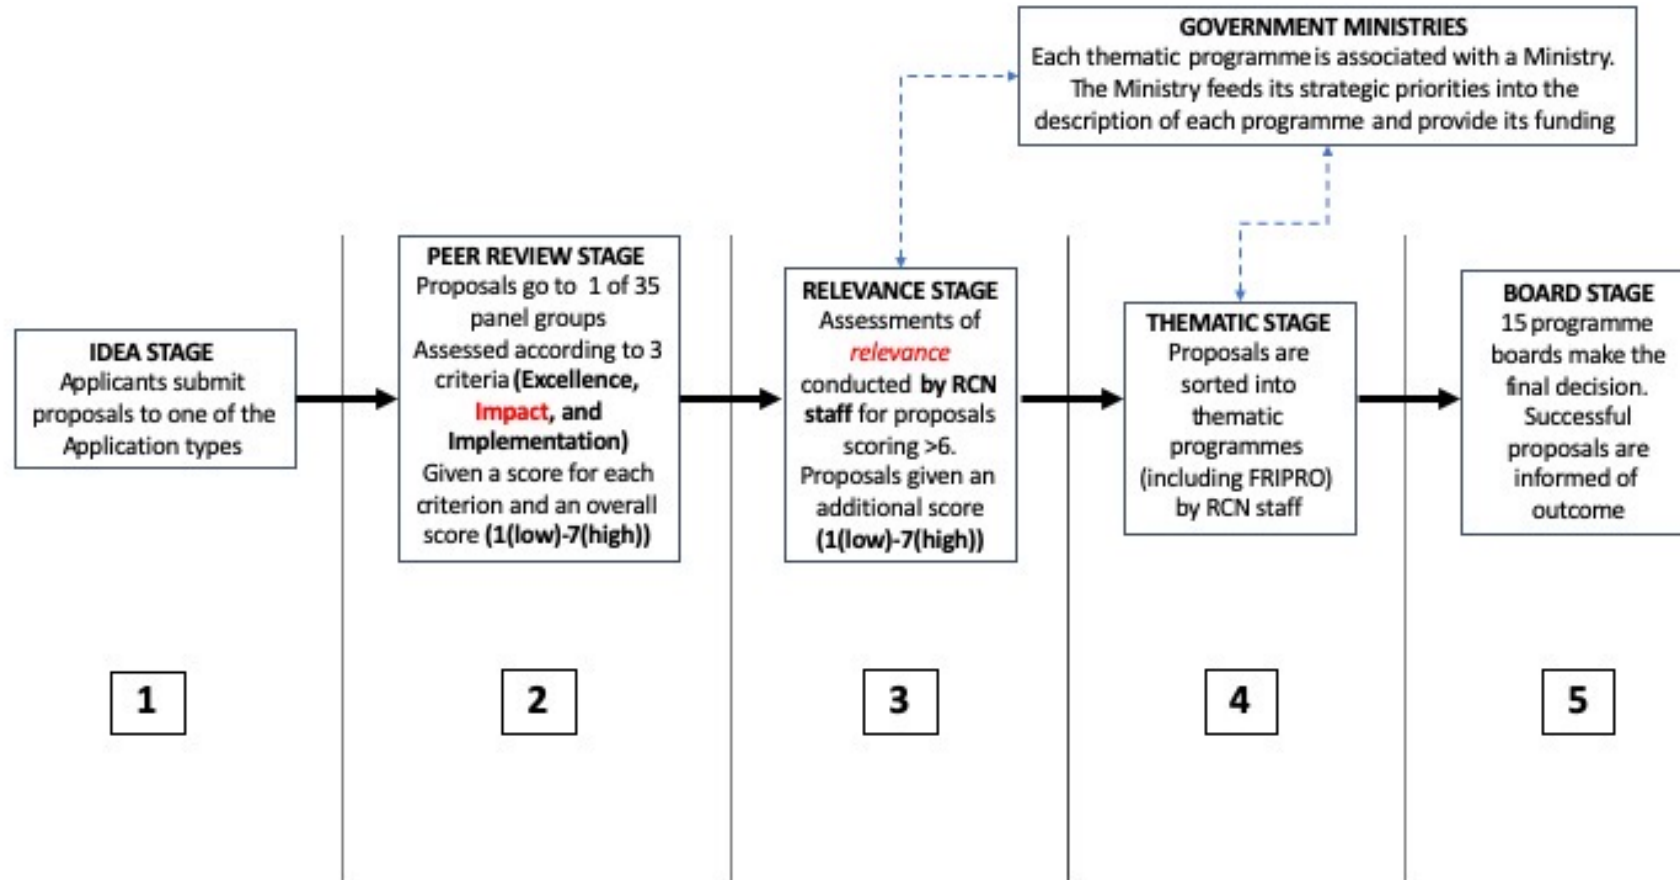 GOVERNMENT MINISTRIES
Each thematic programme is associated with a Ministry.
The Ministry feeds its strategic priorities into the
description of each programme and provide its funding
IDEA STAGE
Applicants submit
proposals to one of the
Application types
PEER REVIEW STAGE
Proposals go to 1 of 35
panel groups
Assessed according to 3
criteria (Excellence,
Impact, and
Implementation)
Given a score for each
criterion and an overall
score (1(low)-7(high))
RELEVANCE STAGE
Assessments of
relevance
conducted by RCN
staff for proposals
scoring >6.
Proposals given an
additional score
(1(low)-7(high))
THEMATIC STAGE
Proposals are
sorted into
thematic
programmes
(including FRIPRO)
by RCN staff
BOARD STAGE
15 programme
boards make the
final decision.
Successful
proposals are
informed of
outcome
1
2
3
4
5